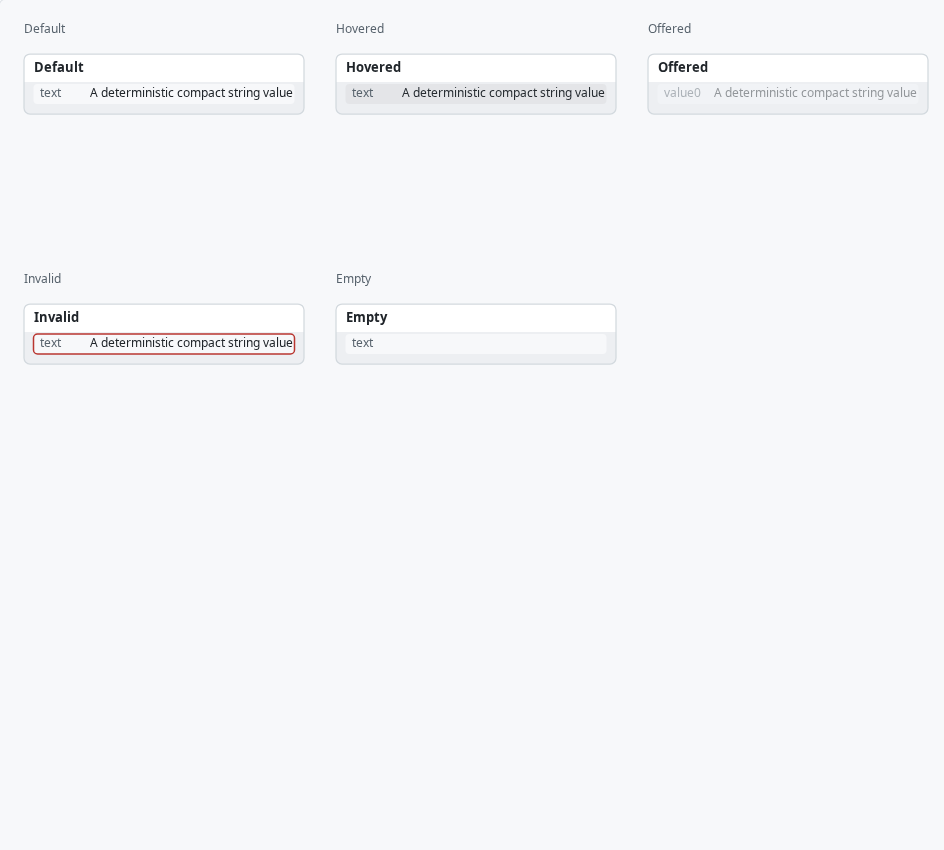 Default
Hovered
Offered
Default
Hovered
Offered
text A deterministic compact string value
text A deterministic compact string value
value0 A deterministic compact string value
Invalid
Empty
Invalid
Empty
text A deterministic compact string value
text